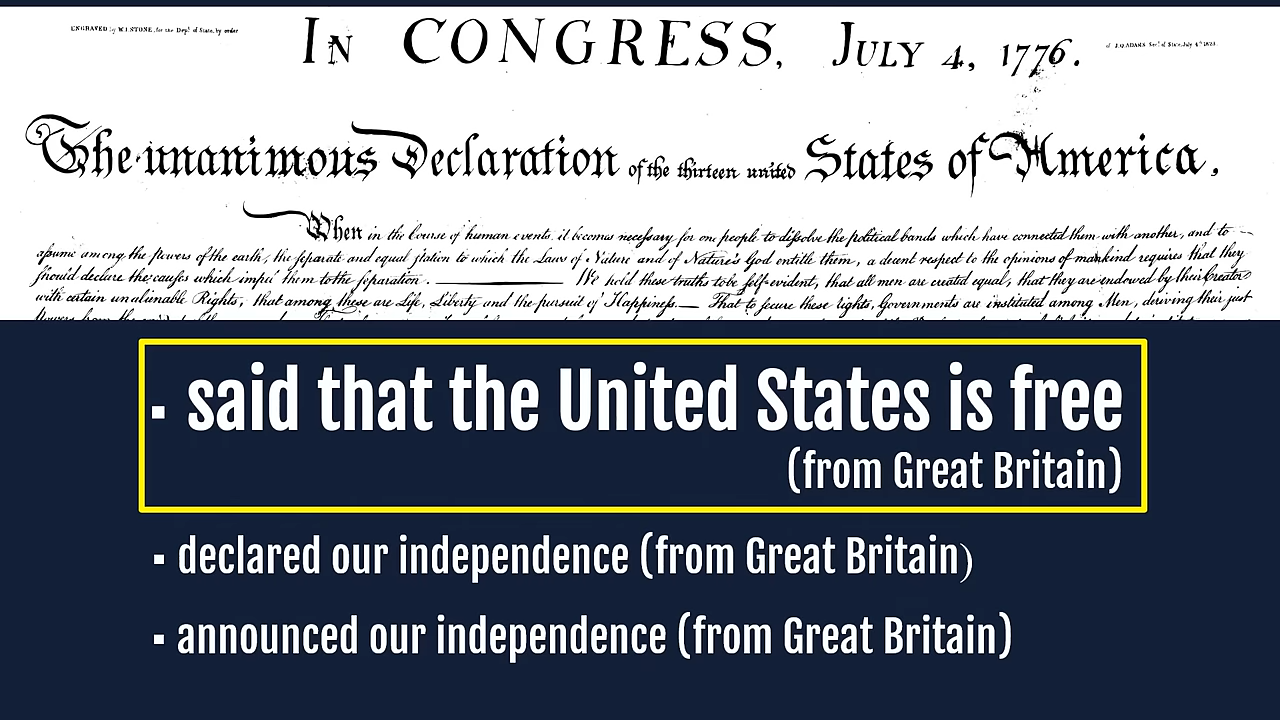 ENGRAVED by W.I.STONE, for the Dept of State, by order
of J.Q.ADAMS Secy of State, July 4th 1823.
IN CONGRESS, JULY 4, 1776.
The unanimous Declaration of the thirteen united States of America,
When in the Course of human events, it becomes necessary for one people to dissolve the political bands which have connected them with another, and to
assume among the powers of the earth, the separate and equal station to which the Laws of Nature and of Nature's God entitle them, a decent respect to the opinions of mankind requires that they
should declare the causes which impel them to the separation. We hold these truths to be self-evident, that all men are created equal, that they are endowed by their Creator
with certain unalienable Rights, that among these are Life, Liberty and the pursuit of Happiness.— That to secure these rights, Governments are instituted among Men, deriving their just
▪ said that the United States is free
(from Great Britain)
▪ declared our independence (from Great Britain)
▪ announced our independence (from Great Britain)